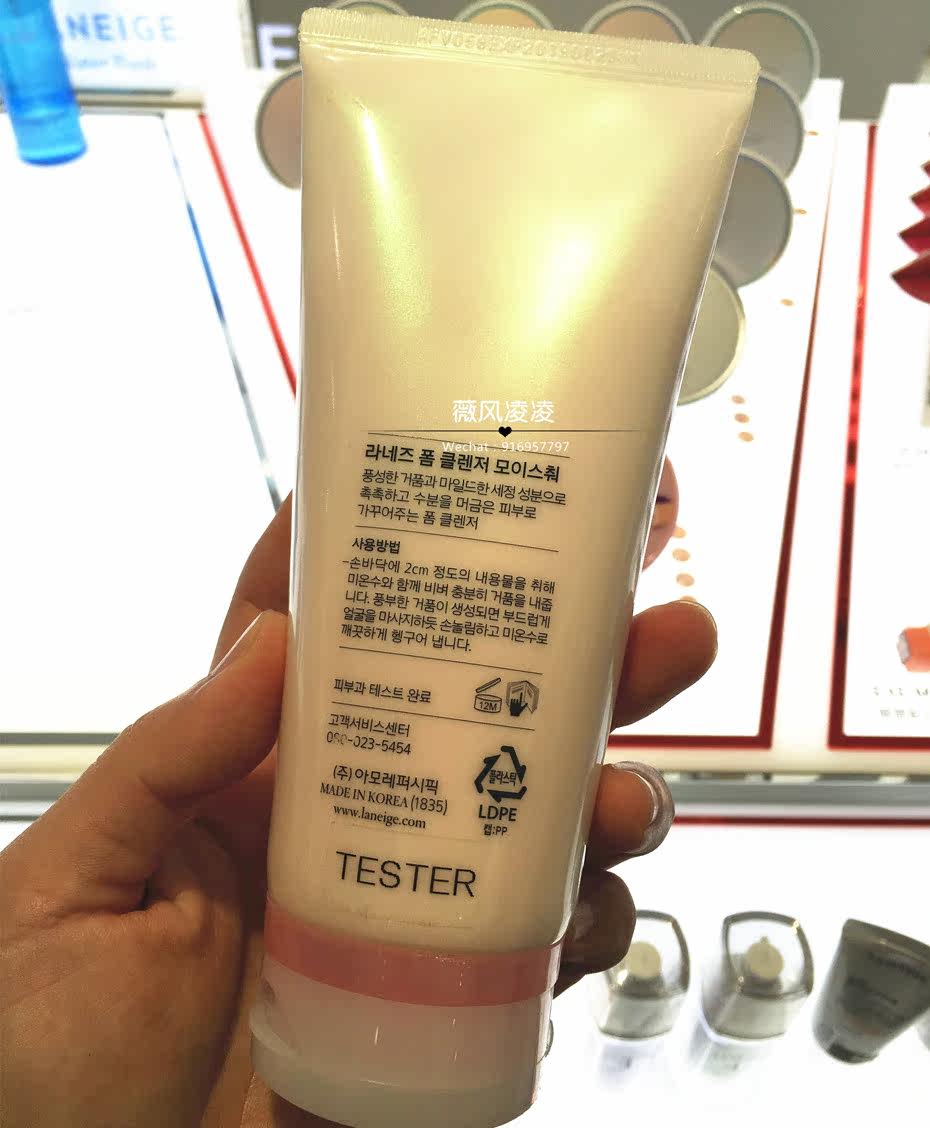 LANEIGE
薇风凌凌
Wechat : 916957797
라네즈 폼 클렌저 모이스춰
풍성한 거품과 마일드한 세정 성분으로
촉촉하고 수분을 머금은 피부로
가꾸어주는 폼 클렌저
사용방법
-손바닥에 2cm 정도의 내용물을 취해
미온수와 함께 비벼 충분히 거품을 내줍
니다. 풍부한 거품이 생성되면 부드럽게
얼굴을 마사지하듯 손놀림하고 미온수로
깨끗하게 헹구어 냅니다.
피부과 테스트 완료
12M
고객서비스센터
080-023-5454
플라스틱
(주)아모레퍼시픽
MADE IN KOREA (1835)
LDPE
www.laneige.com
캡:PP
TESTER